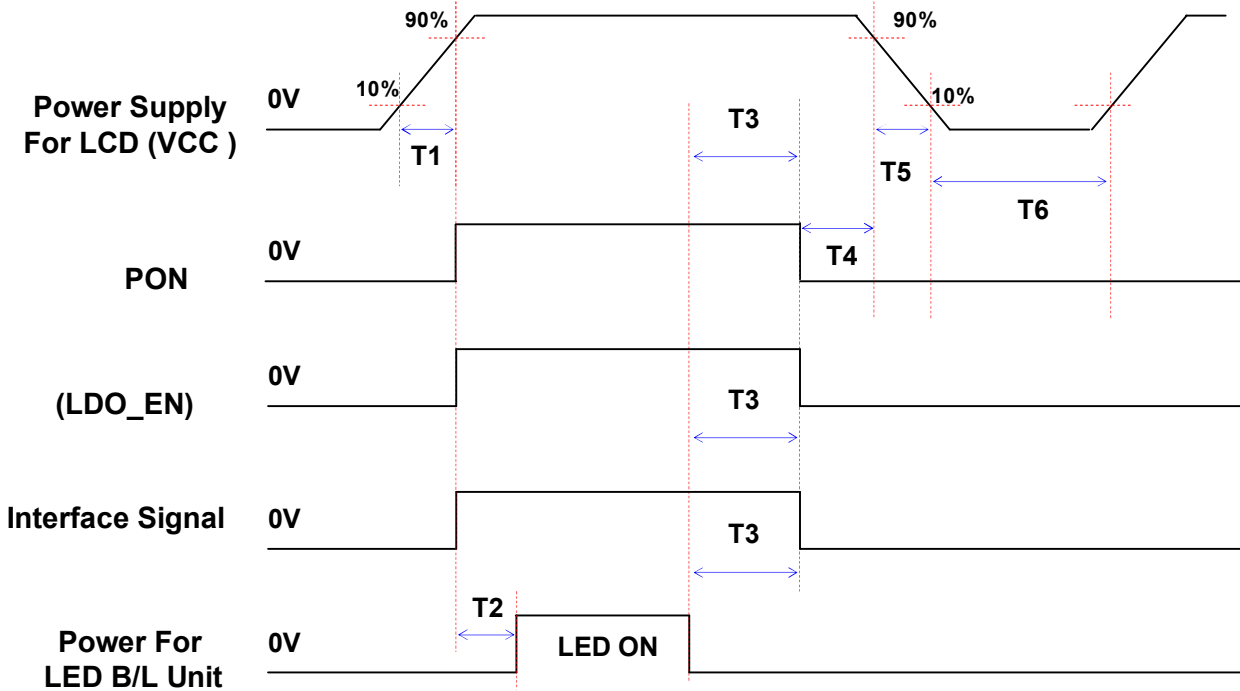 90%
90%
10%
10%
Power Supply
For LCD (VCC )
0V
T1
T3
T5
T6
0V
T4
PON
0V
(LDO_EN)
T3
Interface Signal
0V
T3
T2
Power For
LED B/L Unit
0V
LED ON